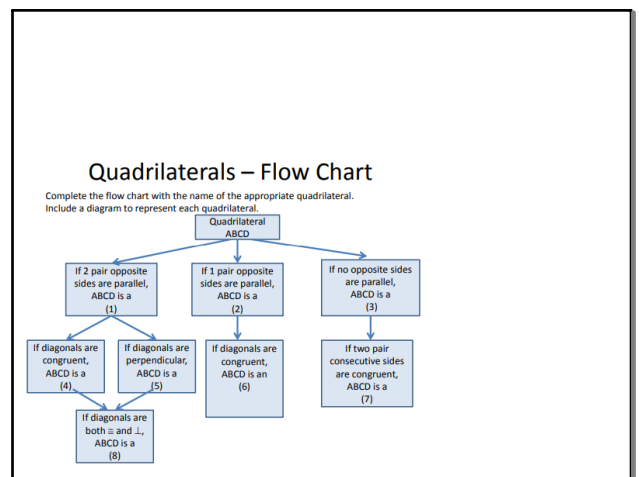 Quadrilaterals – Flow Chart
Complete the flow chart with the name of the appropriate quadrilateral.
Include a diagram to represent each quadrilateral.
Quadrilateral
ABCD
If 2 pair opposite
sides are parallel,
ABCD is a
(1)
If 1 pair opposite
sides are parallel,
ABCD is a
(2)
If no opposite sides
are parallel,
ABCD is a
(3)
If diagonals are
congruent,
ABCD is a
(4)
If diagonals are
perpendicular,
ABCD is a
(5)
If diagonals are
congruent,
ABCD is an
(6)
If two pair
consecutive sides
are congruent,
ABCD is a
(7)
If diagonals are
both ≅ and ⊥,
ABCD is a
(8)